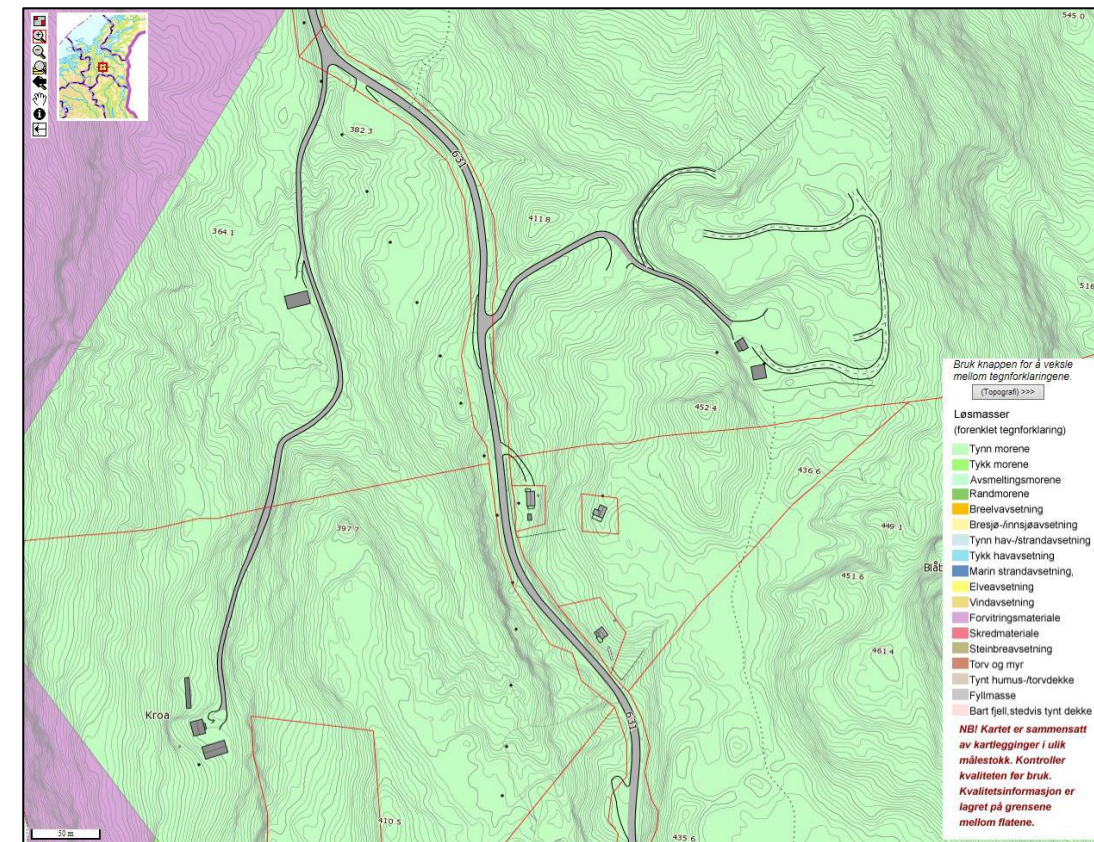 545.0
382.3
631
364.1
411.8
516
452.4
436.6
397.7
449.1
Blåb
451.6
461.4
Kroa
631
410.5
435.6
50 m
Bruk knappen for å veksle
mellom tegnforklaringene.
(Topografi) >>>
Løsmasser
(forenklet tegnforklaring)
Tynn morene
Tykk morene
Avsmeltingsmorene
Randmorene
Breelvavsetning
Bresjø-/innsjøavsetning
Tynn hav-/strandavsetning
Tykk havavsetning
Marin strandavsetning,
Elveavsetning
Vindavsetning
Forvitringsmateriale
Skredmateriale
Steinbreavsetning
Torv og myr
Tynt humus-/torvdekke
Fyllmasse
Bart fjell,stedvis tynt dekke
NB! Kartet er sammensatt
av kartlegginger i ulik
målestokk. Kontroller
kvaliteten før bruk.
Kvalitetsinformasjon er
lagret på grensene
mellom flatene.